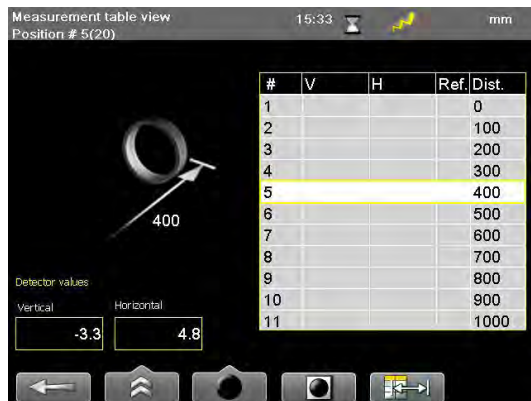 Measurement table view 15:33 mm
Position # 5(20)
# V H Ref. Dist.
1 0
2 100
3 200
4 300
5 400
6 500
7 600
8 700
9 800
10 900
11 1000
400
Detector values
Vertical Horizontal
-3.3 4.8